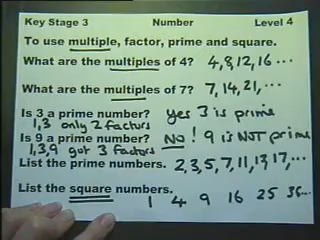 Key Stage 3 Number Level 4
To use multiple, factor, prime and square.
What are the multiples of 4? 4,8,12,16,...
What are the multiples of 7? 7,14,21,...
Is 3 a prime number? yes 3 is prime
1,3 only 2 factors
Is 9 a prime number? No! 9 is NOT prime
1,3,9 got 3 factors
List the prime numbers. 2,3,5,7,11,13,17,...
List the square numbers. 1 4 9 16 25 36...